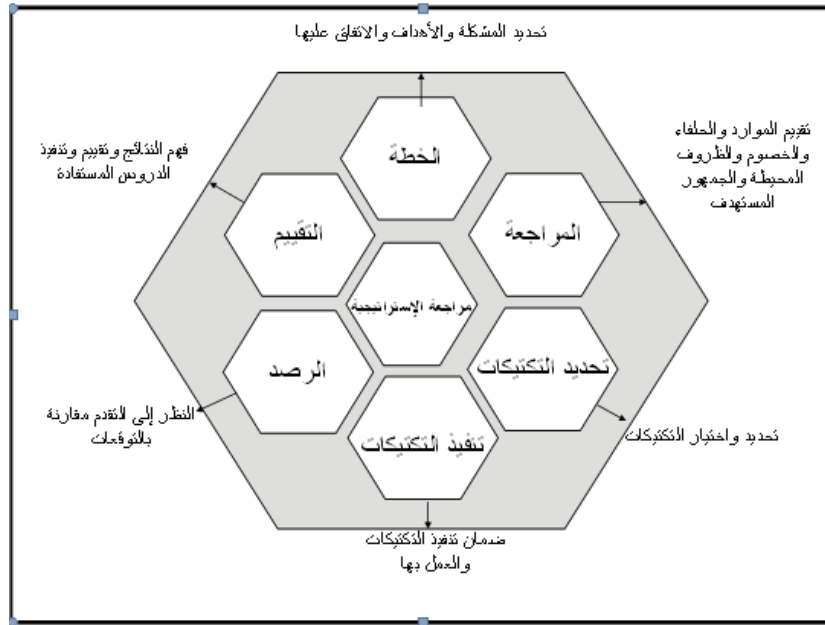 تحديد المشكلة والأهداف والاتفاق عليها
الخطة
تقييم الموارد والحلفاء
والخصوم والظروف
المحيطة والجمهور
المستهدف
المراجعة
فهم النتائج وتقييم وتنفيذ
الدروس المستفادة
التقييم
مراجعة الإستراتيجية
تحديد التكتيكات
تحديد واختيار التكتيكات
الرصد
النظر إلى التقدم مقارنة
بالتوقعات
تنفيذ التكتيكات
ضمان تنفيذ التكتيكات
والعمل بها